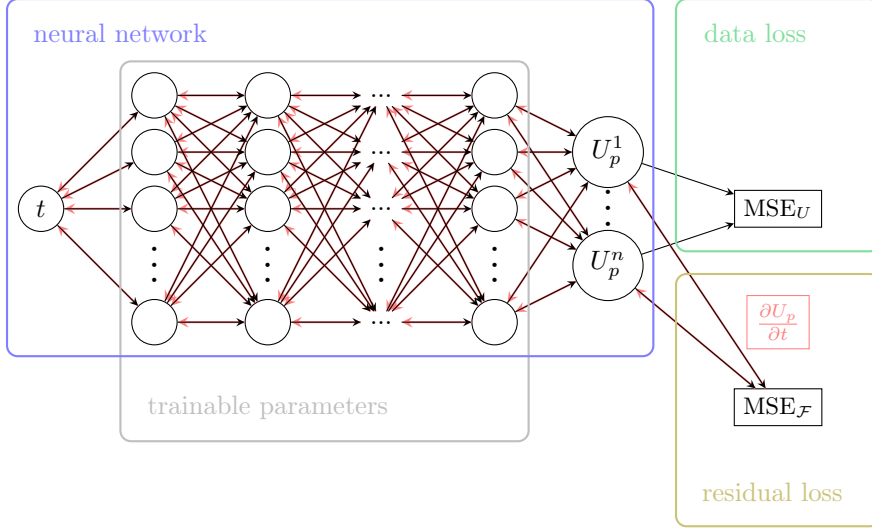 neural network
data loss
...
U_p^1
...
t
...
MSE_U
U_p^n
∂U_p/∂t
...
MSE_ℱ
trainable parameters
residual loss